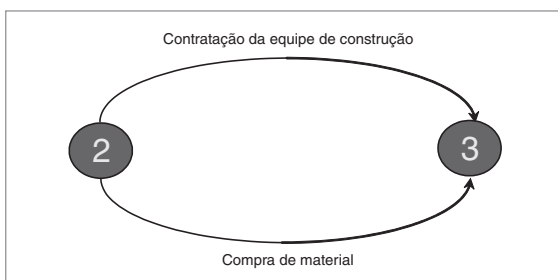 Contratação da equipe de construção
2
3
Compra de material